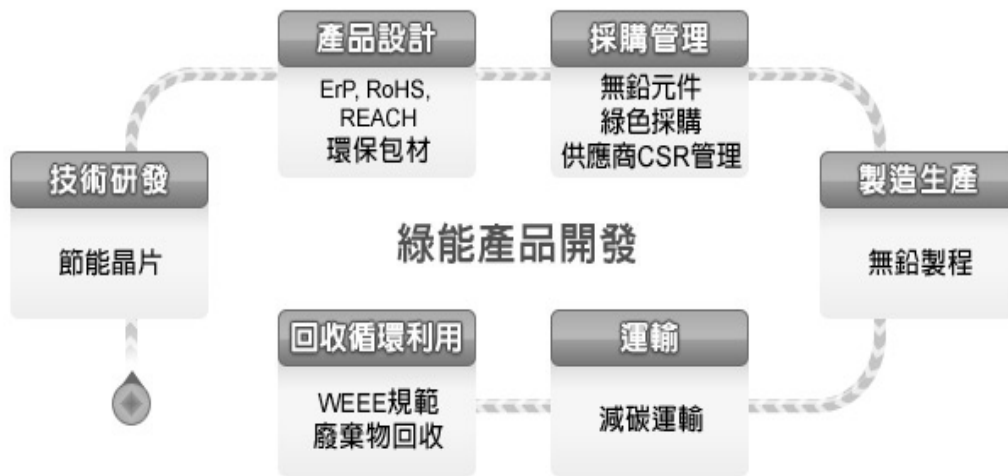 產品設計
ErP, RoHS,
REACH
環保包材
採購管理
無鉛元件
綠色採購
供應商CSR管理
技術研發
節能晶片
綠能產品開發
製造生產
無鉛製程
回收循環利用
WEEE規範
廢棄物回收
運輸
減碳運輸